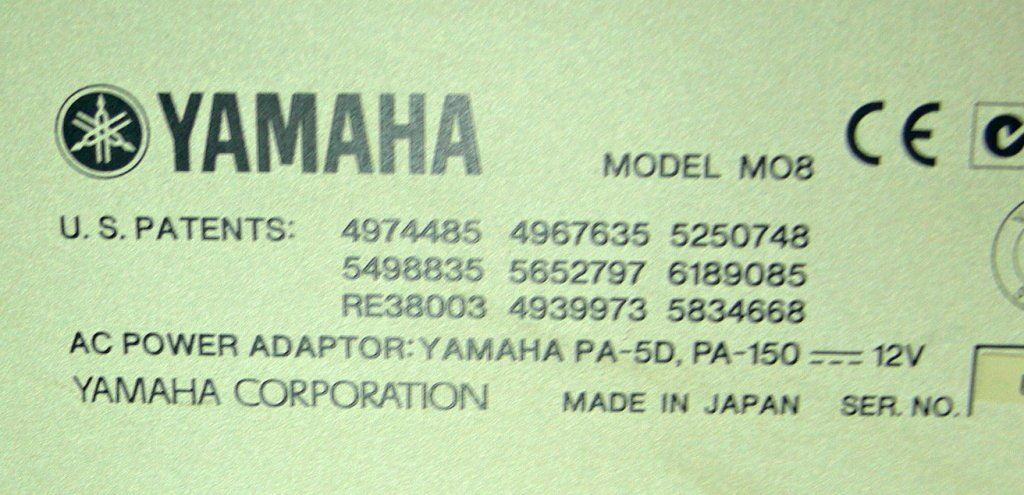 YAMAHA MODEL MO8 CE
U.S. PATENTS: 4974485 4967635 5250748
5498835 5652797 6189085
RE38003 4939973 5834668
AC POWER ADAPTOR: YAMAHA PA-5D, PA-150 12V
YAMAHA CORPORATION MADE IN JAPAN SER. NO.